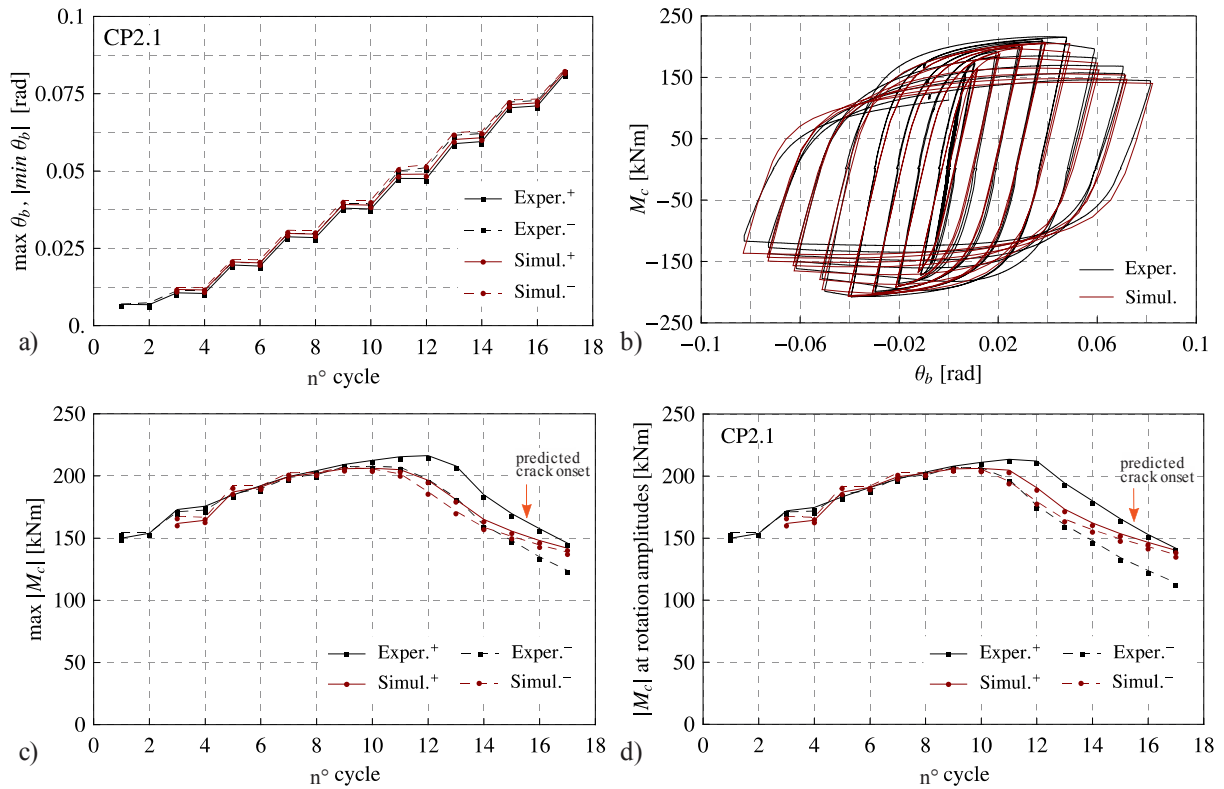 CP2.1
0.1
0.075
0.05
0.025
0.
max θb, |min θb| [rad]
Exper.+
Exper.−
Simul.+
Simul.−
0 2 4 6 8 10 12 14 16 18
n° cycle
a)
250
150
50
−50
−150
−250
Mc [kNm]
Exper.
Simul.
−0.1 −0.06 −0.02 0.02 0.06 0.1
θb [rad]
b)
250
200
150
100
50
0
max |Mc| [kNm]
predicted
crack onset
Exper.+ Exper.−
Simul.+ Simul.−
0 2 4 6 8 10 12 14 16 18
n° cycle
c)
CP2.1
250
200
150
100
50
0
|Mc| at rotation amplitudes [kNm]
predicted
crack onset
Exper.+ Exper.−
Simul.+ Simul.−
0 2 4 6 8 10 12 14 16 18
n° cycle
d)